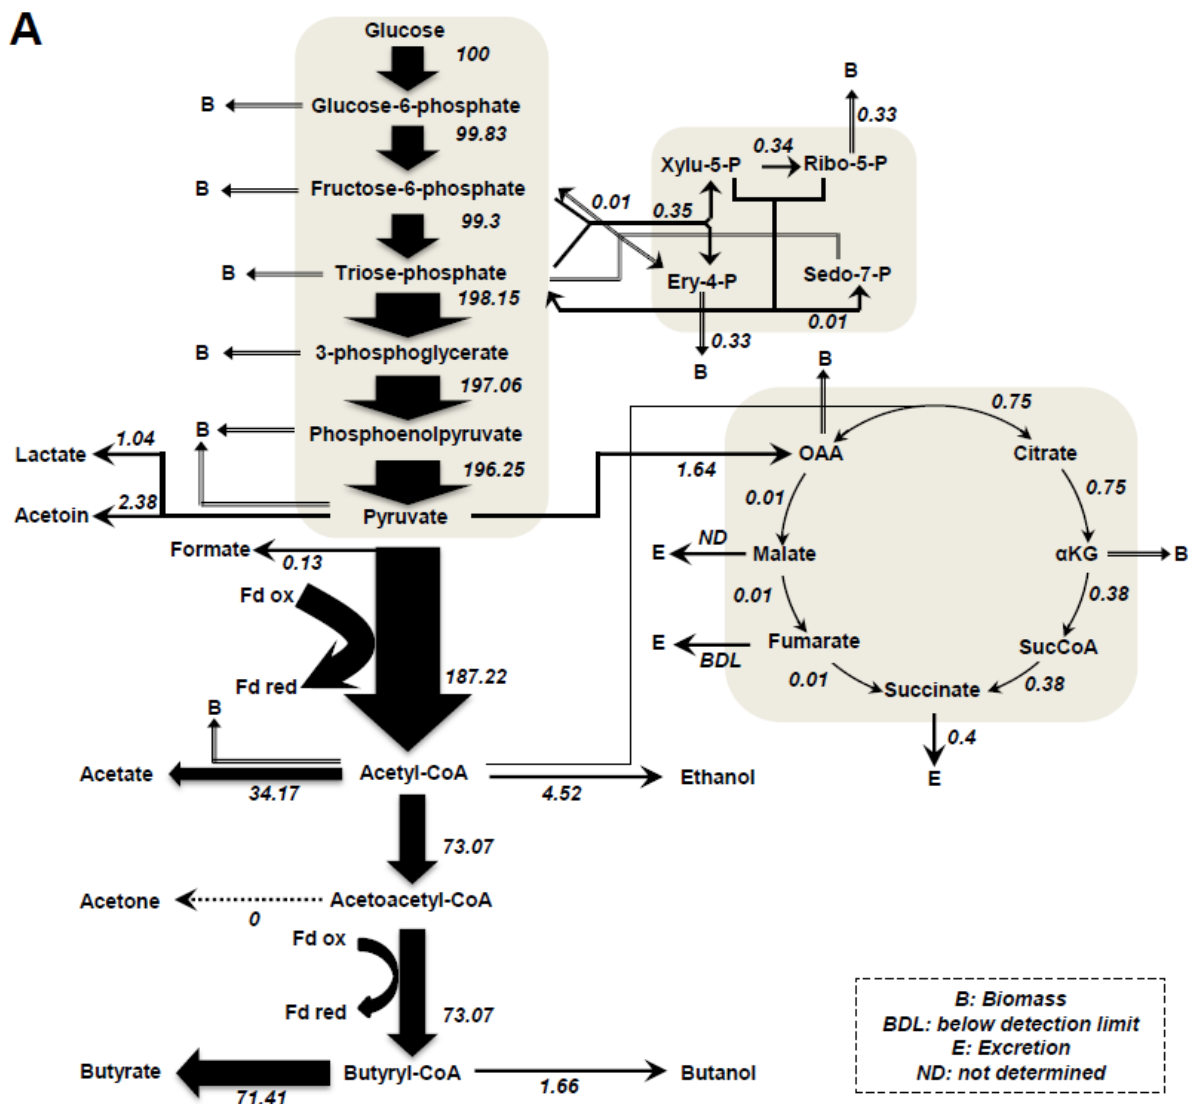 A
Glucose
100
B
Glucose-6-phosphate
99.83
B
Fructose-6-phosphate
99.3
B
Triose-phosphate
198.15
B
3-phosphoglycerate
197.06
B
Phosphoenolpyruvate
196.25
Lactate
1.04
Acetoin
2.38
Pyruvate
1.64
B
0.33
Xylu-5-P
0.34
Ribo-5-P
0.01
0.35
Ery-4-P
Sedo-7-P
0.33
0.01
B
B
0.75
OAA
Citrate
0.01
0.75
E
ND
Malate
αKG
B
0.01
0.38
E
BDL
Fumarate
SucCoA
0.01
Succinate
0.38
0.4
E
Formate
0.13
Fd ox
Fd red
187.22
B
Acetate
34.17
Acetyl-CoA
4.52
Ethanol
73.07
Acetone
0
Acetoacetyl-CoA
Fd ox
Fd red
73.07
Butyrate
71.41
Butyryl-CoA
1.66
Butanol
B: Biomass
BDL: below detection limit
E: Excretion
ND: not determined